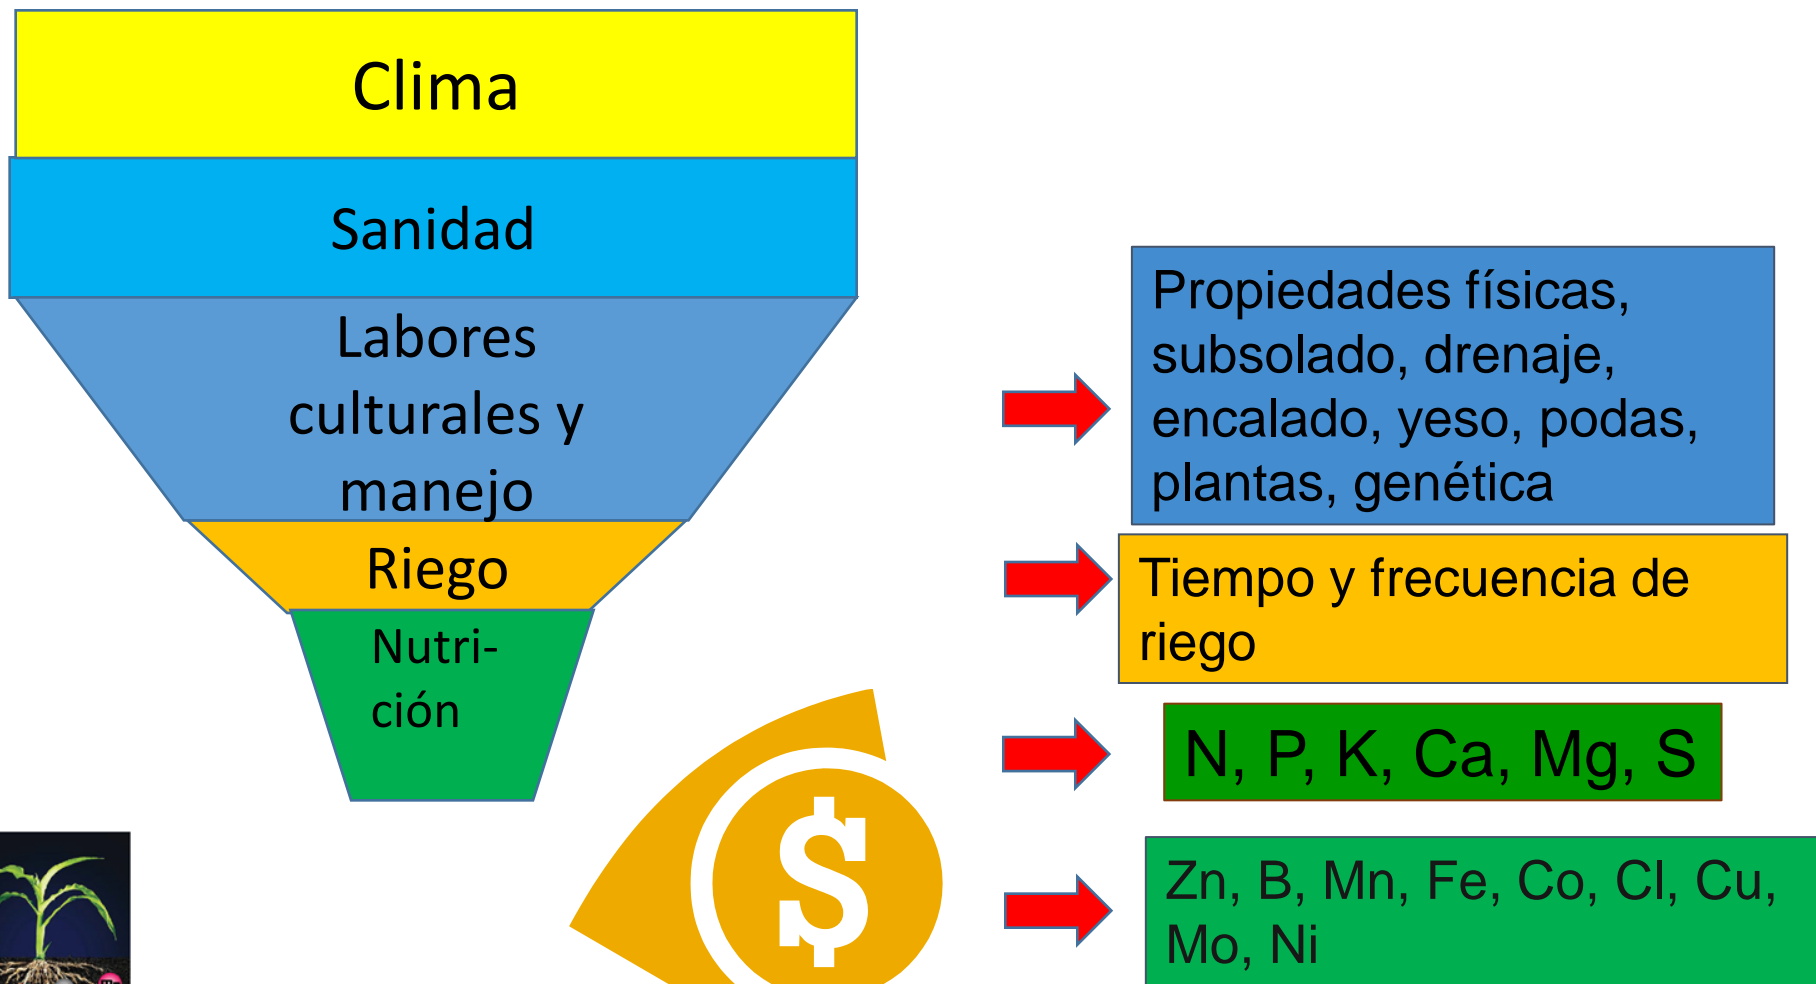 Clima
Sanidad
Labores
culturales y
manejo
Riego
Nutri-
ción
Propiedades físicas,
subsolado, drenaje,
encalado, yeso, podas,
plantas, genética
Tiempo y frecuencia de
riego
N, P, K, Ca, Mg, S
Zn, B, Mn, Fe, Co, Cl, Cu,
Mo, Ni
$